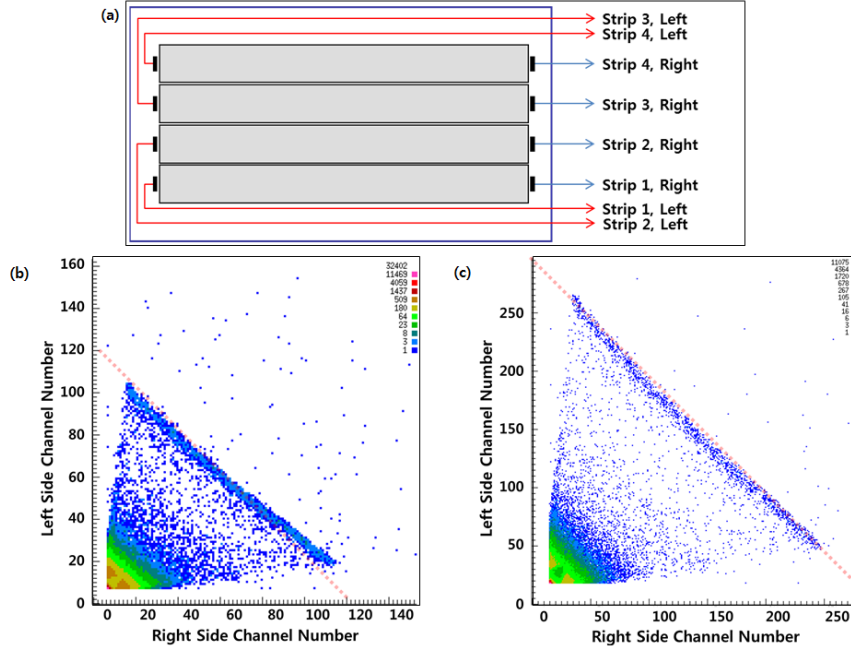 (a)
Strip 3, Left
Strip 4, Left
Strip 4, Right
Strip 3, Right
Strip 2, Right
Strip 1, Right
Strip 1, Left
Strip 2, Left
(b)
160
140
120
100
80
60
40
20
0
Left Side Channel Number
32402
11469
4059
1437
509
180
64
23
8
3
1
0 20 40 60 80 100 120 140
Right Side Channel Number
(c)
250
200
150
100
50
0
Left Side Channel Number
11075
4364
1720
678
267
105
41
16
6
3
1
0 50 100 150 200 250
Right Side Channel Number